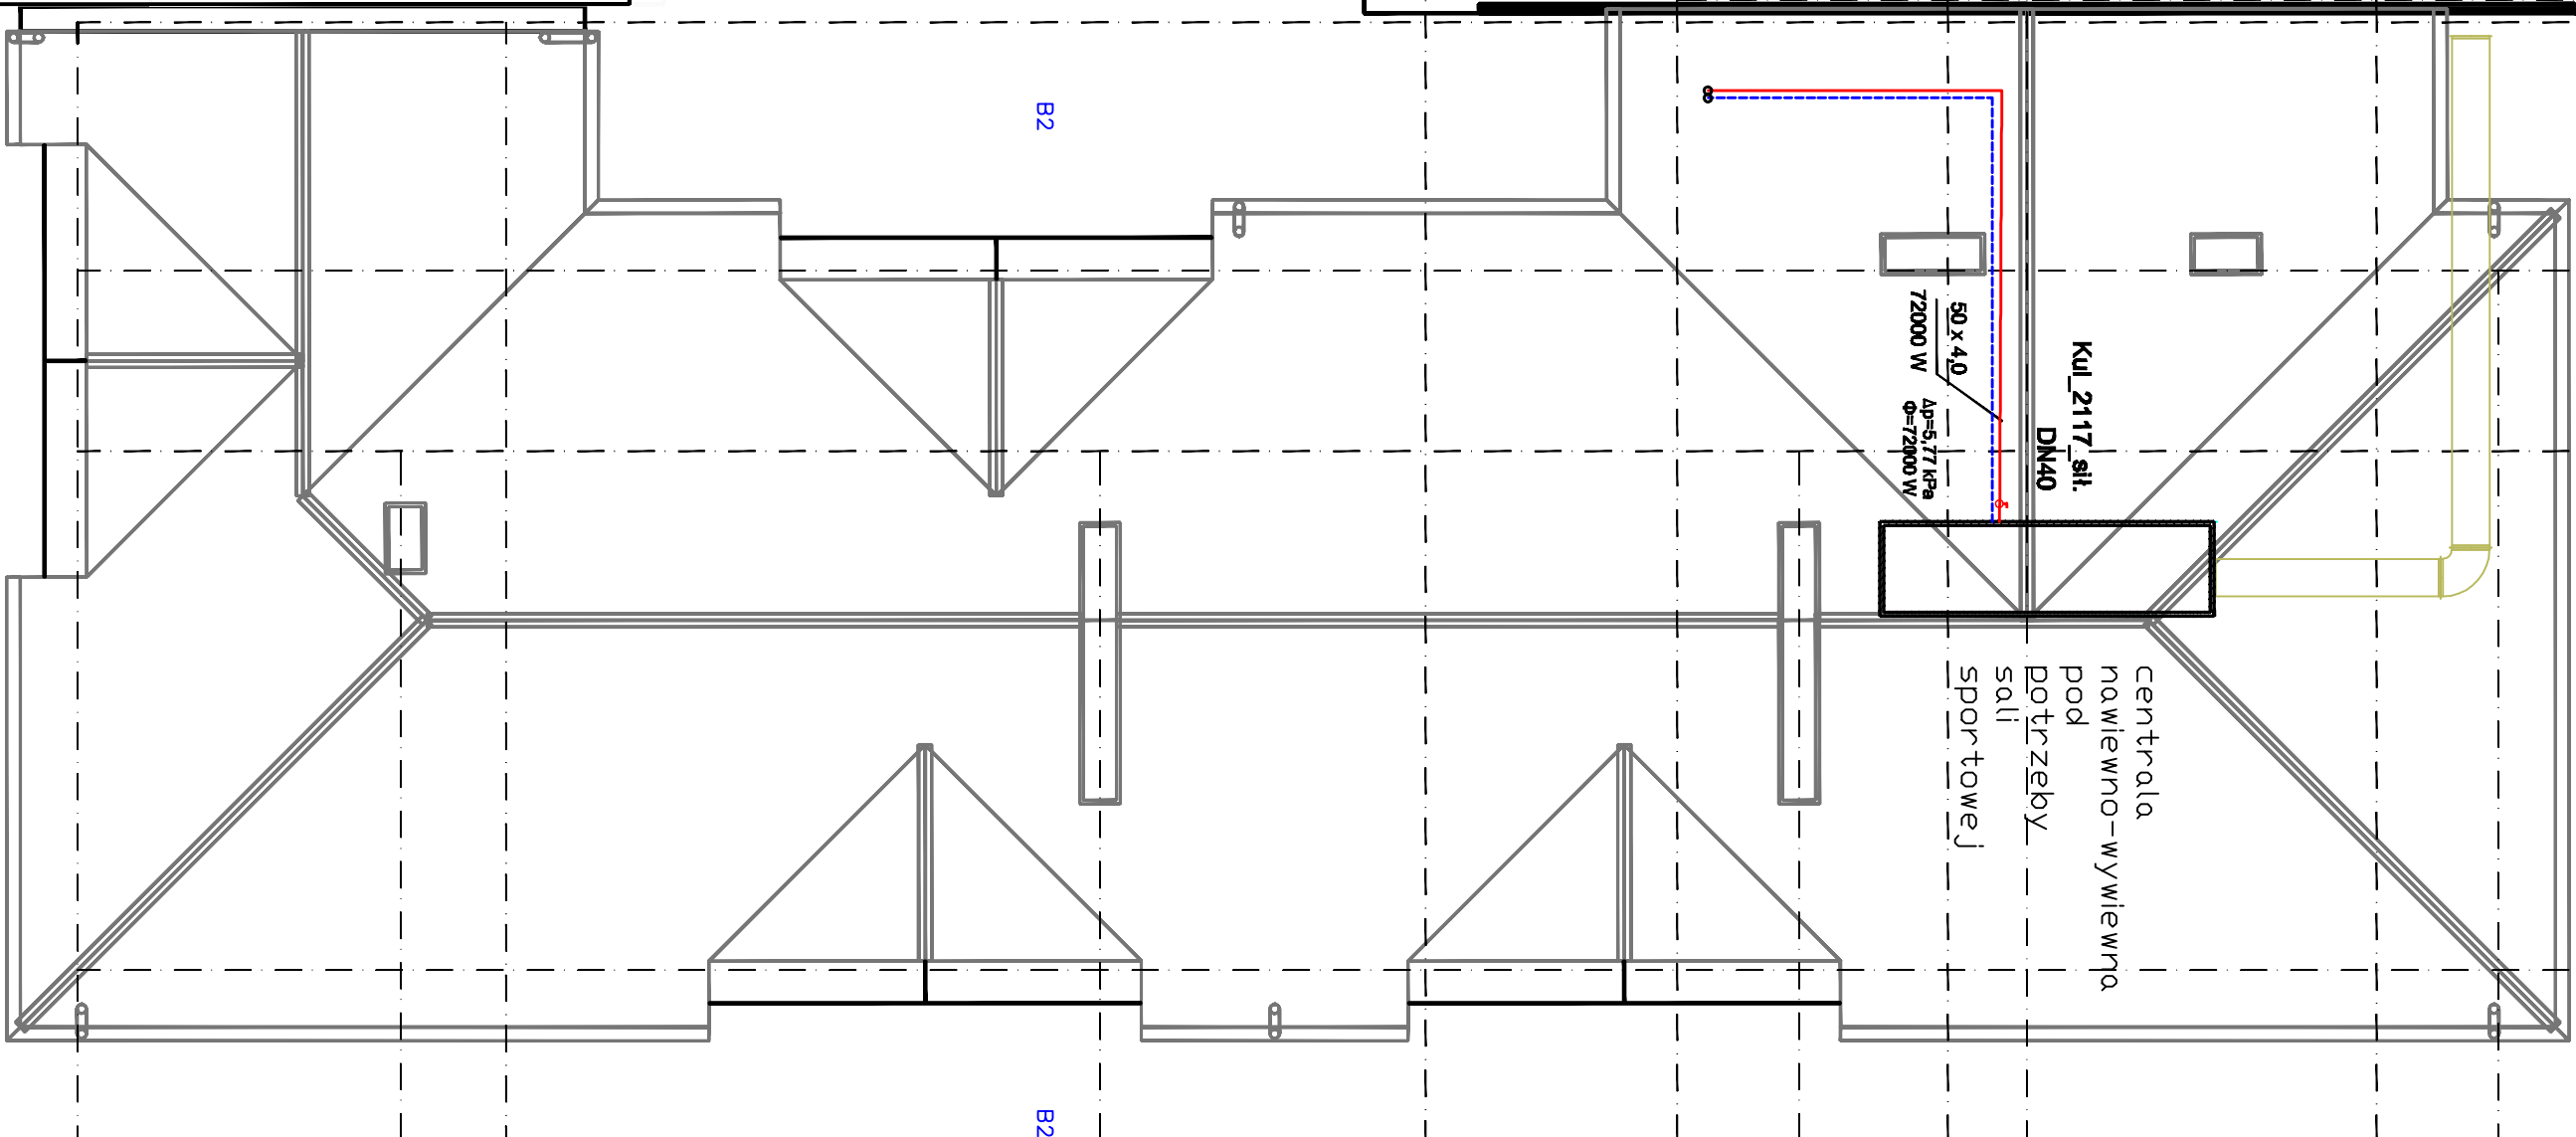 B2
50 x 4,0
72000 W
Δp=5,77 kPa
Φ=72000 W
Kul_2117_sił.
DN40
centrala
nawiewno-wywiewna
pod
potrzeby
sali
sportowej
B2